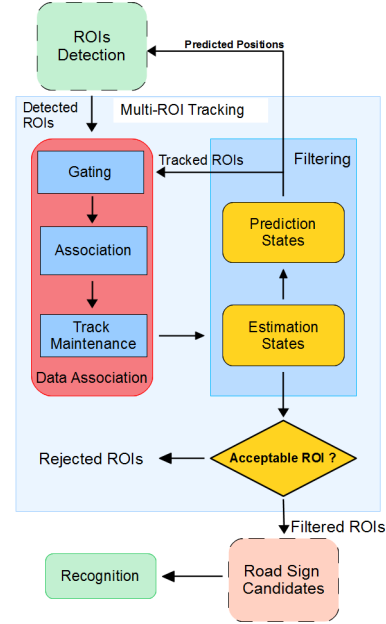 ROIs
Detection
Predicted Positions
Detected
ROIs
Multi-ROI Tracking
Tracked ROIs
Filtering
Gating
Association
Track
Maintenance
Data Association
Prediction
States
Estimation
States
Acceptable ROI ?
Rejected ROIs
Filtered ROIs
Recognition
Road Sign
Candidates